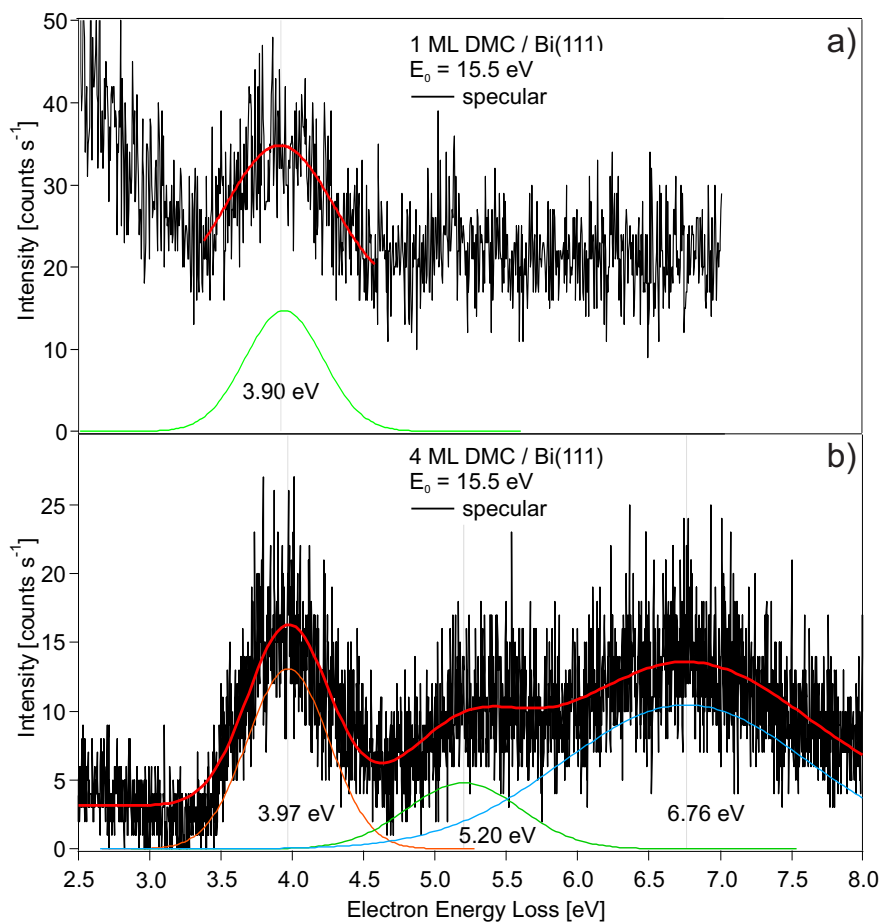 a)
1 ML DMC / Bi(111)
E₀ = 15.5 eV
specular
50
40
30
20
10
0
Intensity [counts s⁻¹]
3.90 eV
b)
4 ML DMC / Bi(111)
E₀ = 15.5 eV
specular
25
20
15
10
5
0
Intensity [counts s⁻¹]
3.97 eV
5.20 eV
6.76 eV
2.5 3.0 3.5 4.0 4.5 5.0 5.5 6.0 6.5 7.0 7.5 8.0
Electron Energy Loss [eV]